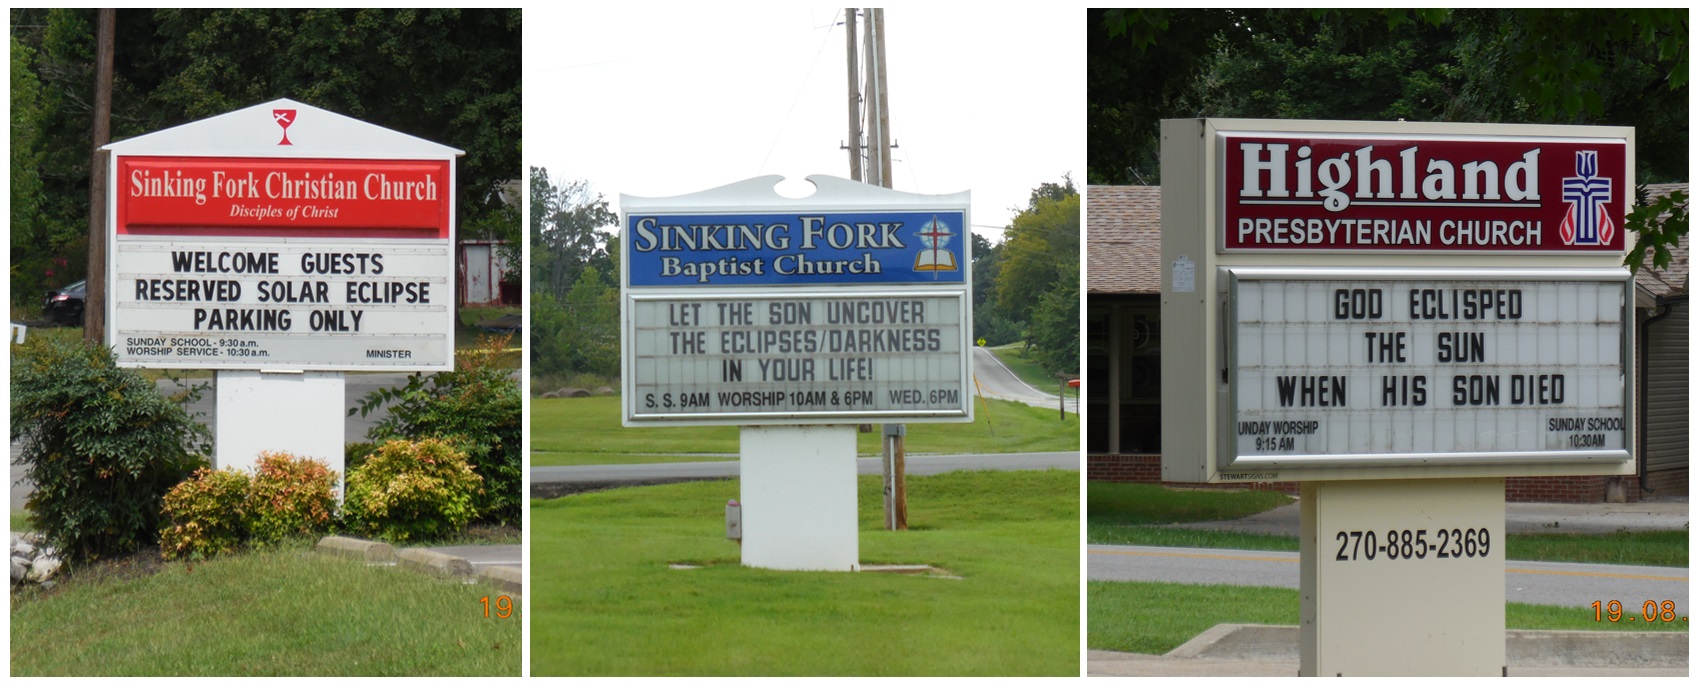 Sinking Fork Christian Church
Disciples of Christ
WELCOME GUESTS
RESERVED SOLAR ECLIPSE
PARKING ONLY
SUNDAY SCHOOL - 9:30 a.m.
WORSHIP SERVICE - 10:30 a.m.
MINISTER
19
SINKING FORK
Baptist Church
LET THE SON UNCOVER
THE ECLIPSES/DARKNESS
IN YOUR LIFE!
S. S. 9AM WORSHIP 10AM & 6PM WED. 6PM
Highland
PRESBYTERIAN CHURCH
GOD ECLISPED
THE SUN
WHEN HIS SON DIED
UNDAY WORSHIP
9:15 AM
SUNDAY SCHOOL
10:30AM
STEWARTSIGNS.COM
270-885-2369
19.08.